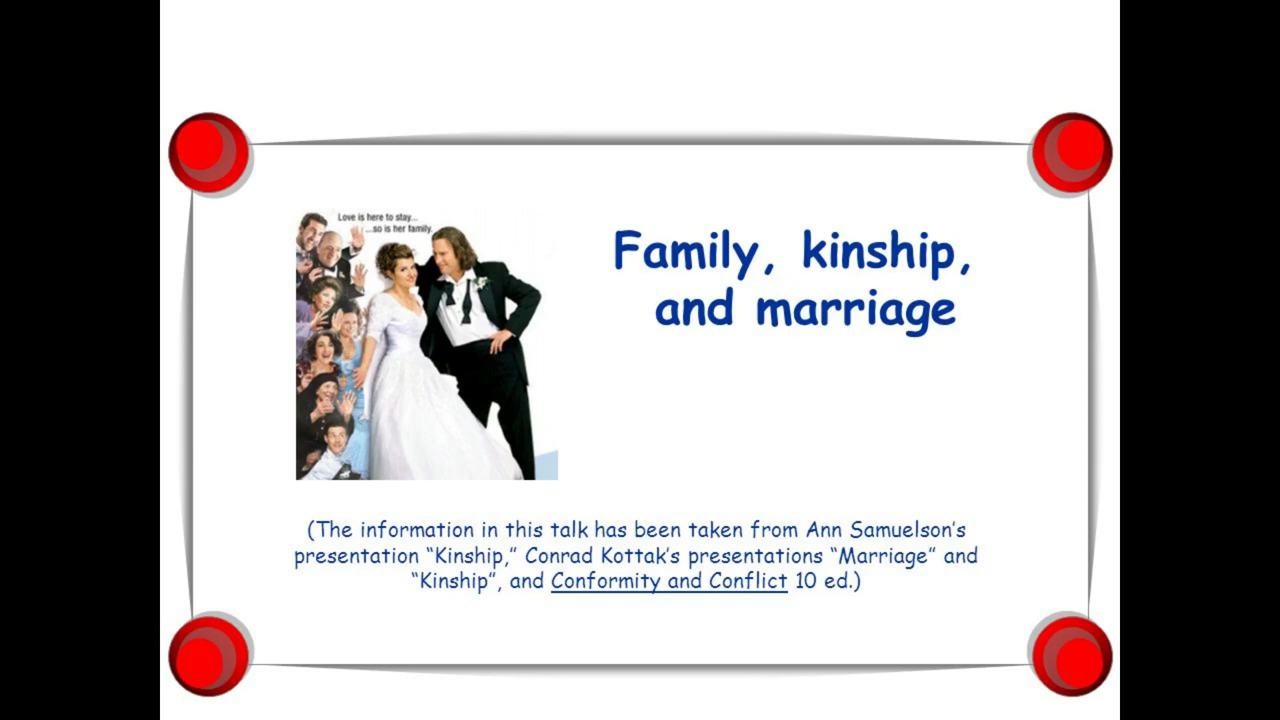 Love is here to stay...
...so is her family.
Family, kinship,
and marriage
(The information in this talk has been taken from Ann Samuelson's
presentation “Kinship,” Conrad Kottak's presentations “Marriage” and
“Kinship”, and Conformity and Conflict 10 ed.)